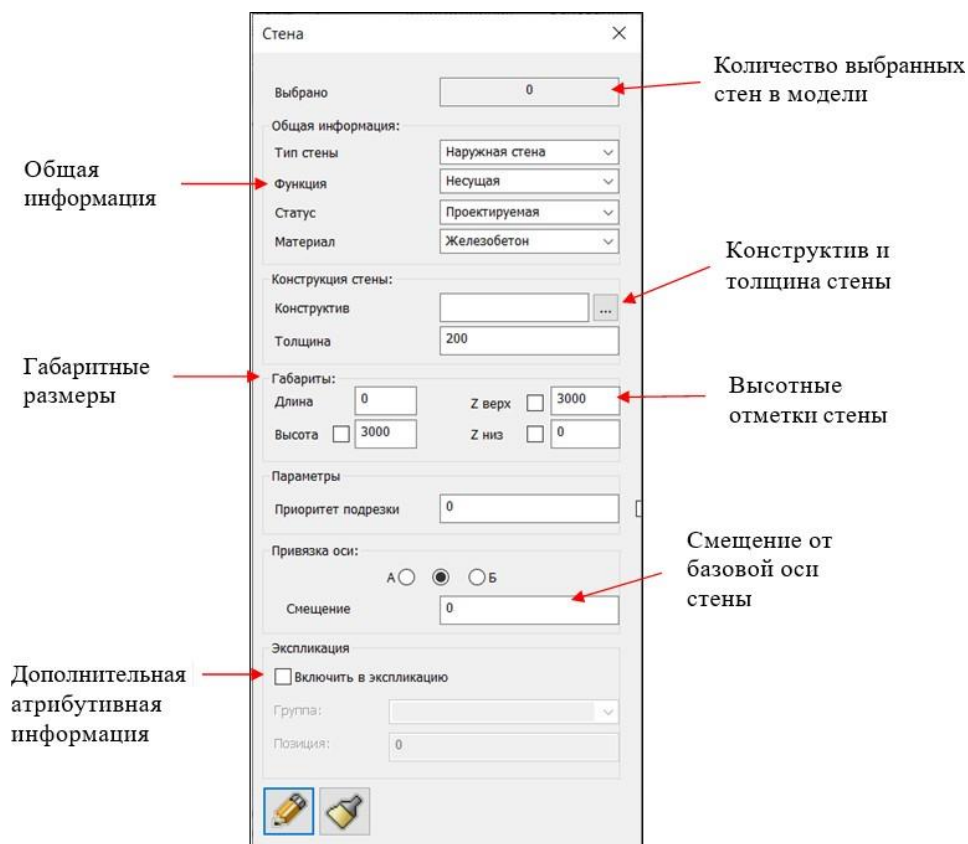 Стена
Выбрано
0
Количество выбранных
стен в модели
Общая информация:
Тип стены
Наружная стена
Общая
информация
Функция
Несущая
Статус
Проектируемая
Материал
Железобетон
Конструкция стены:
Конструктив
...
Конструктив и
толщина стены
Толщина
200
Габаритные
размеры
Габариты:
Длина
0
Z верх
3000
Высота
3000
Z низ
0
Высотные
отметки стены
Параметры
Приоритет подрезки
0
Привязка оси:
А
Б
Смещение
0
Смещение от
базовой оси
стены
Экспликация
Включить в экспликацию
Дополнительная
атрибутивная
информация
Группа:
Позиция:
0